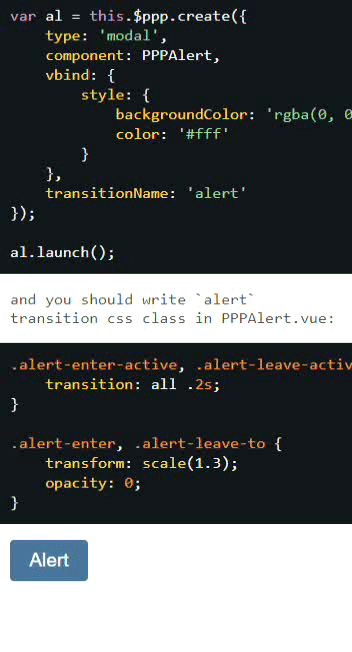 var al = this.$ppp.create({
    type: 'modal',
    component: PPPAlert,
    vbind: {
        style: {
            backgroundColor: 'rgba(0, 0
            color: '#fff'
        }
    },
    transitionName: 'alert'
});
al.launch();
and you should write `alert`
transition css class in PPPAlert.vue:
.alert-enter-active, .alert-leave-activ
    transition: all .2s;
}
.alert-enter, .alert-leave-to {
    transform: scale(1.3);
    opacity: 0;
}
Alert